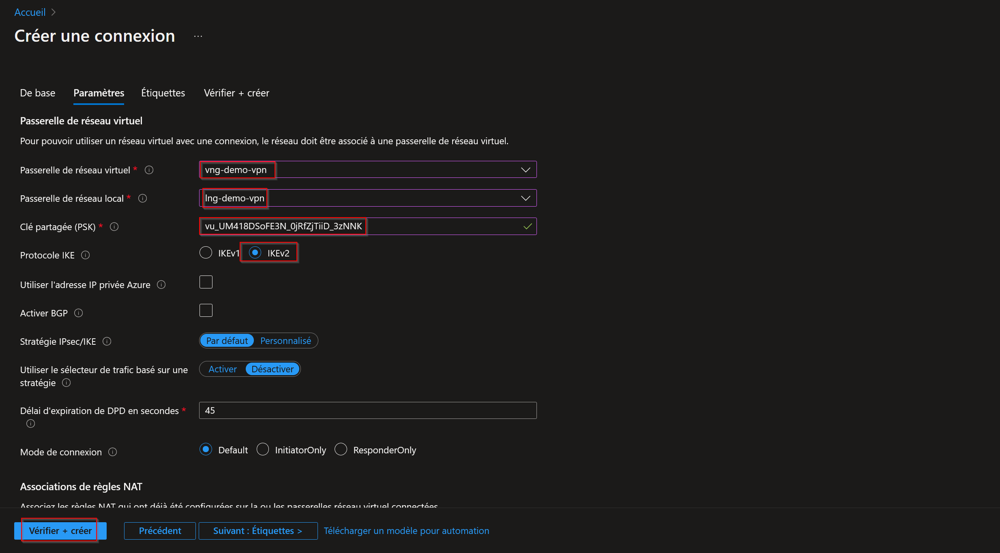 Accueil
Créer une connexion ...
De base Paramètres Étiquettes Vérifier + créer
Passerelle de réseau virtuel
Pour pouvoir utiliser un réseau virtuel avec une connexion, le réseau doit être associé à une passerelle de réseau virtuel.
Passerelle de réseau virtuel * vng-demo-vpn
Passerelle de réseau local * lng-demo-vpn
Clé partagée (PSK) * vu_UM418DSoFE3N_0jRfZjTiiD_3zNNK
Protocole IKE IKEv1 IKEv2
Utiliser l'adresse IP privée Azure
Activer BGP
Stratégie IPsec/IKE Par défaut Personnalisé
Utiliser le sélecteur de trafic basé sur une Activer Désactiver
stratégie
Délai d'expiration de DPD en secondes * 45
Mode de connexion Default InitiatorOnly ResponderOnly
Associations de règles NAT
Associez les règles NAT qui ont déjà été configurées sur la ou les passerelles réseau virtuel connectées
Vérifier + créer Précédent Suivant : Étiquettes > Télécharger un modèle pour automation